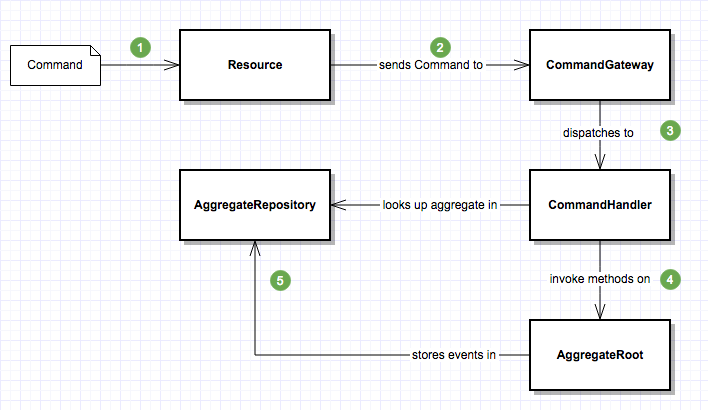 1
2
Command
Resource
sends Command to
CommandGateway
dispatches to
3
AggregateRepository
looks up aggregate in
CommandHandler
5
invoke methods on
4
stores events in
AggregateRoot